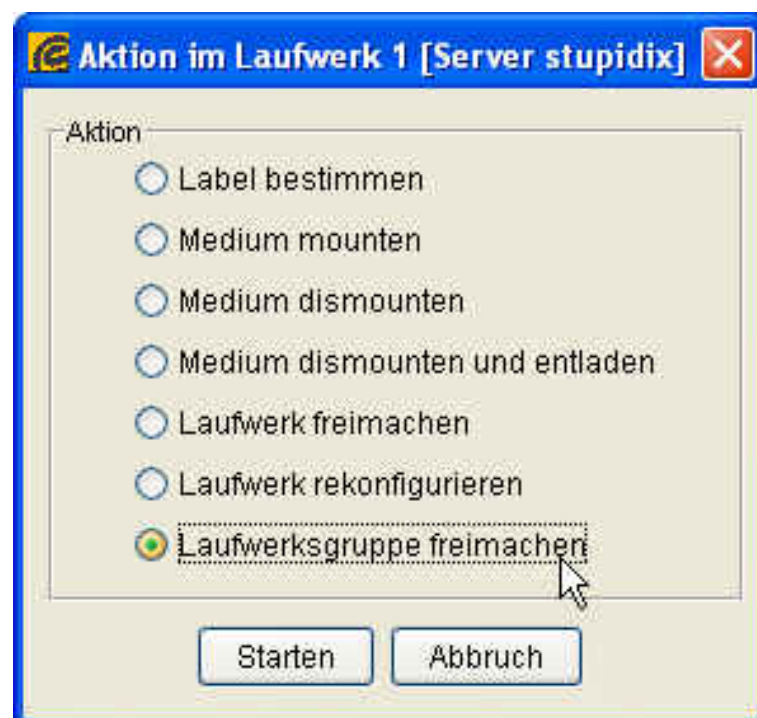 Aktion im Laufwerk 1 [Server stupidix]
Aktion
Label bestimmen
Medium mounten
Medium dismounten
Medium dismounten und entladen
Laufwerk freimachen
Laufwerk rekonfigurieren
Laufwerksgruppe freimachen
Starten Abbruch